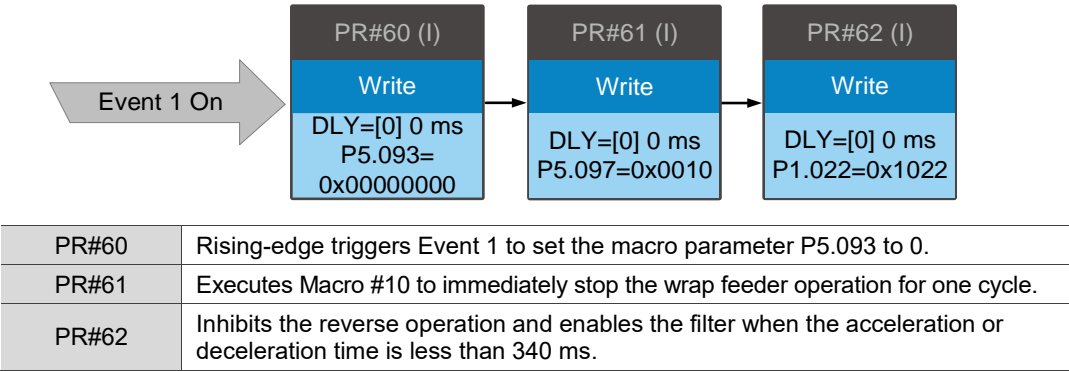 PR#60 (I)
PR#61 (I)
PR#62 (I)
Event 1 On
Write
Write
Write
DLY=[0] 0 ms
P5.093=
0x00000000
DLY=[0] 0 ms
P5.097=0x0010
DLY=[0] 0 ms
P1.022=0x1022
PR#60
Rising-edge triggers Event 1 to set the macro parameter P5.093 to 0.
PR#61
Executes Macro #10 to immediately stop the wrap feeder operation for one cycle.
PR#62
Inhibits the reverse operation and enables the filter when the acceleration or
deceleration time is less than 340 ms.